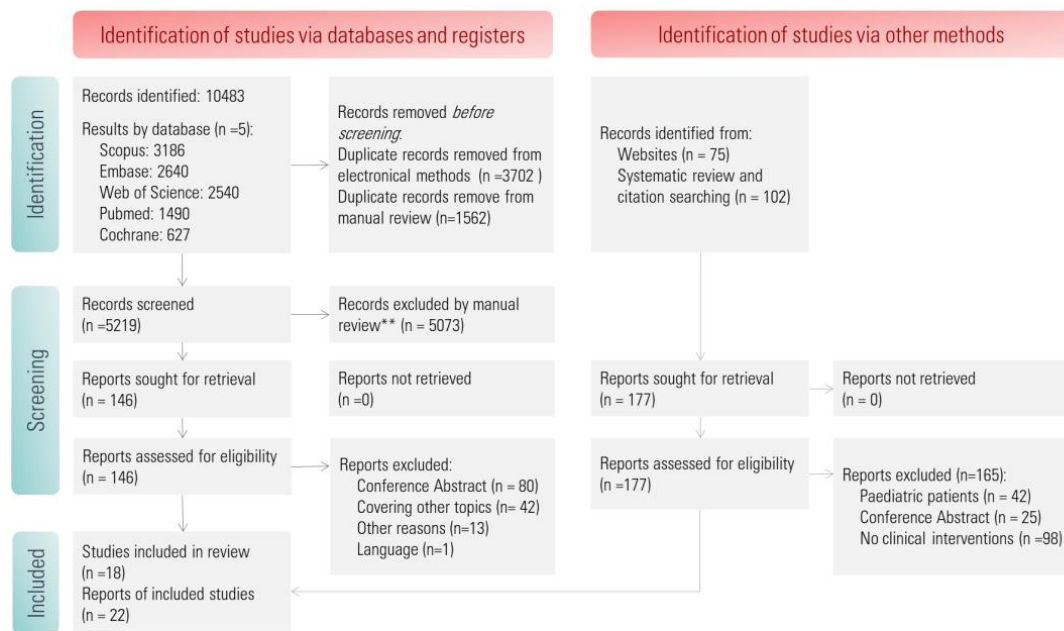 Identification of studies via databases and registers
Identification of studies via other methods
Identification
Records identified: 10483
Results by database (n =5):
Scopus: 3186
Embase: 2640
Web of Science: 2540
Pubmed: 1490
Cochrane: 627
Records removed before
screening:
Duplicate records removed from
electronical methods (n =3702 )
Duplicate records remove from
manual review (n=1562)
Records identified from:
Websites (n = 75)
Systematic review and
citation searching (n = 102)
Screening
Records screened
(n =5219)
Records excluded by manual
review** (n = 5073)
Reports sought for retrieval
(n = 146)
Reports not retrieved
(n =0)
Reports sought for retrieval
(n = 177)
Reports not retrieved
(n = 0)
Reports assessed for eligibility
(n = 146)
Reports excluded:
Conference Abstract (n = 80)
Covering other topics(n= 42)
Other reasons (n=13)
Language (n=1)
Reports assessed for eligibility
(n =177)
Reports excluded (n=165):
Paediatric patients (n = 42)
Conference Abstract (n = 25)
No clinical interventions (n =98)
Included
Studies included in review
(n =18)
Reports of included studies
(n = 22)